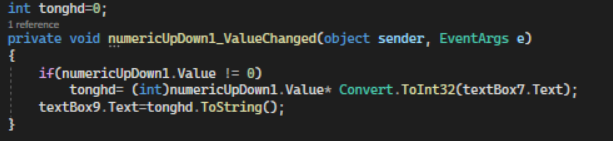 int tonghd=0;
1 reference
private void numericUpDown1_ValueChanged(object sender, EventArgs e)
{
if(numericUpDown1.Value != 0)
tonghd= (int)numericUpDown1.Value* Convert.ToInt32(textBox7.Text);
textBox9.Text=tonghd.ToString();
}